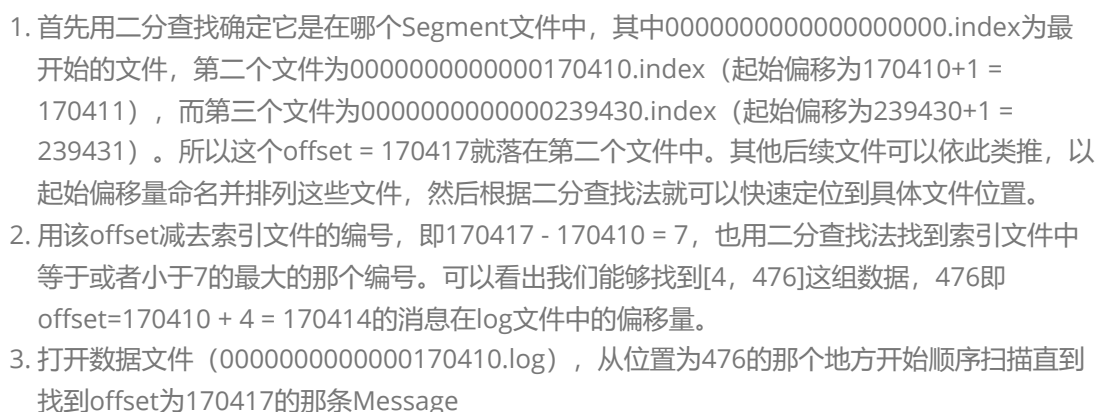 1. 首先用二分查找确定它是在哪个Segment文件中，其中0000000000000000000.index为最
开始的文件，第二个文件为0000000000000170410.index（起始偏移为170410+1 =
170411），而第三个文件为0000000000000239430.index（起始偏移为239430+1 =
239431）。所以这个offset = 170417就落在第二个文件中。其他后续文件可以依此类推，以
起始偏移量命名并排列这些文件，然后根据二分查找法就可以快速定位到具体文件位置。
2. 用该offset减去索引文件的编号，即170417 - 170410 = 7，也用二分查找法找到索引文件中
等于或者小于7的最大的那个编号。可以看出我们能够找到[4，476]这组数据，476即
offset=170410 + 4 = 170414的消息在log文件中的偏移量。
3. 打开数据文件（0000000000000170410.log），从位置为476的那个地方开始顺序扫描直到
找到offset为170417的那条Message